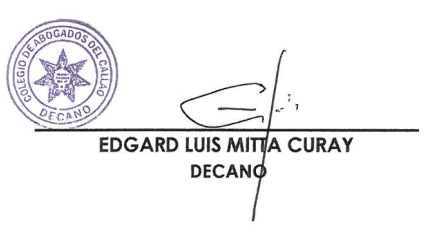 COLEGIO DE ABOGADOS DEL CALLAO
DECANO
EDGARD LUIS MITTA CURAY
DECANO